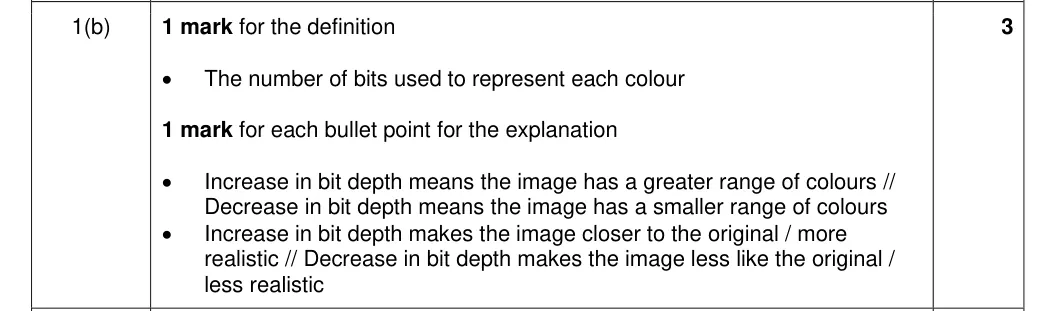 1(b) 1 mark for the definition 3
• The number of bits used to represent each colour
1 mark for each bullet point for the explanation
• Increase in bit depth means the image has a greater range of colours //
Decrease in bit depth means the image has a smaller range of colours
• Increase in bit depth makes the image closer to the original / more
realistic // Decrease in bit depth makes the image less like the original /
less realistic